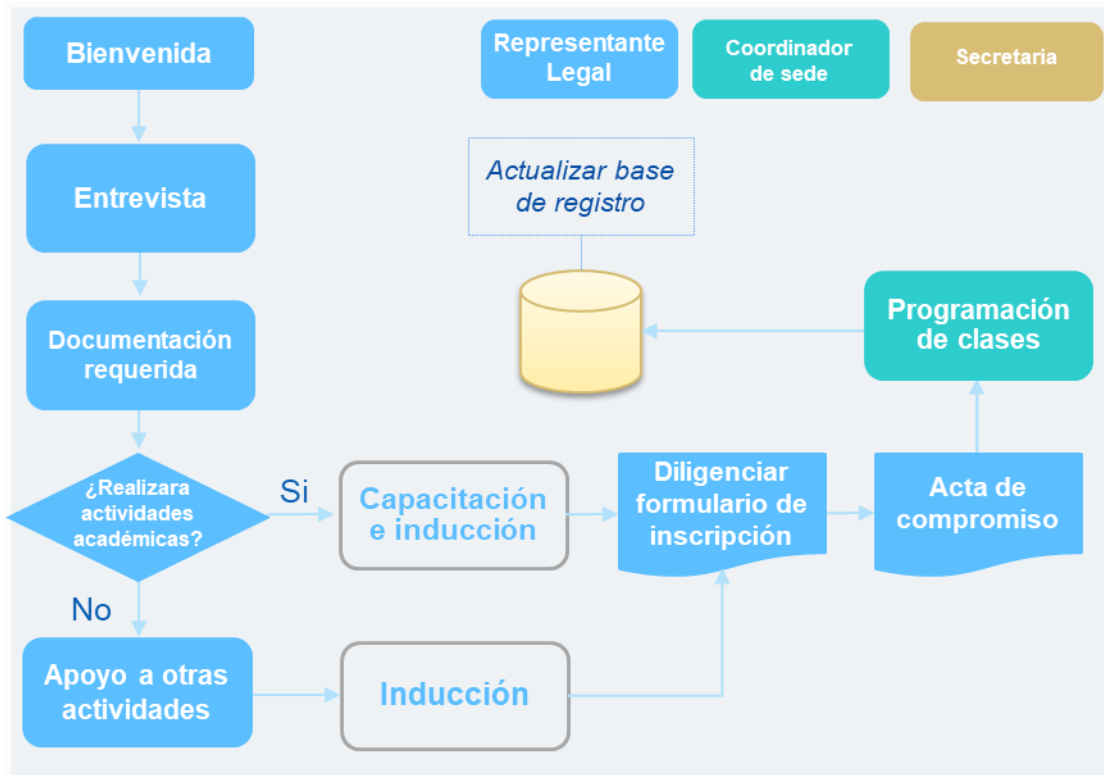 Bienvenida
Representante
Legal
Coordinador
de sede
Secretaria
Entrevista
Actualizar base
de registro
Documentación
requerida
Programación
de clases
¿Realizara
actividades
académicas?
Si
Capacitación
e inducción
Diligenciar
formulario de
inscripción
Acta de
compromiso
No
Apoyo a otras
actividades
Inducción